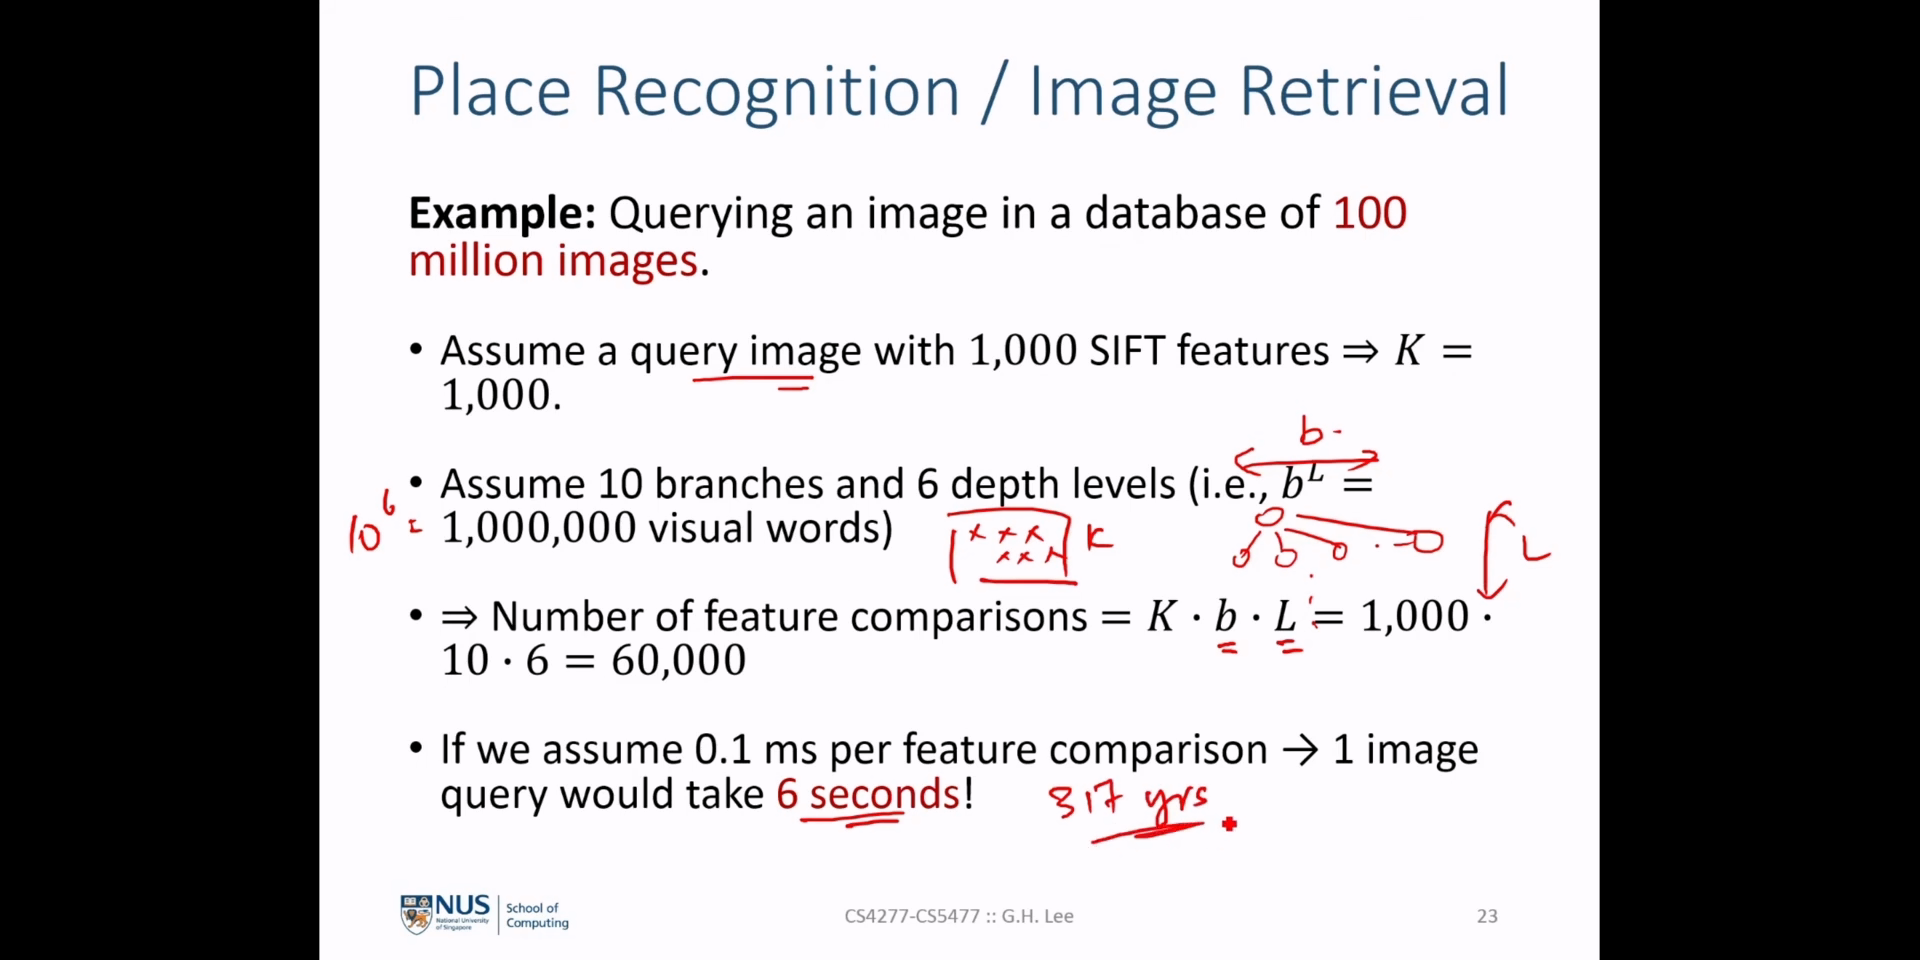 Place Recognition / Image Retrieval
Example: Querying an image in a database of 100
million images.
• Assume a query image with 1,000 SIFT features ⇒ K =
1,000.
b
• Assume 10 branches and 6 depth levels (i.e., b^L =
10^6 = 1,000,000 visual words) K
L
• ⇒ Number of feature comparisons = K · b · L = 1,000 ·
10 · 6 = 60,000
• If we assume 0.1 ms per feature comparison → 1 image
query would take 6 seconds! 317 yrs
NUS
National University
of Singapore
School of
Computing
CS4277-CS5477 :: G.H. Lee
23